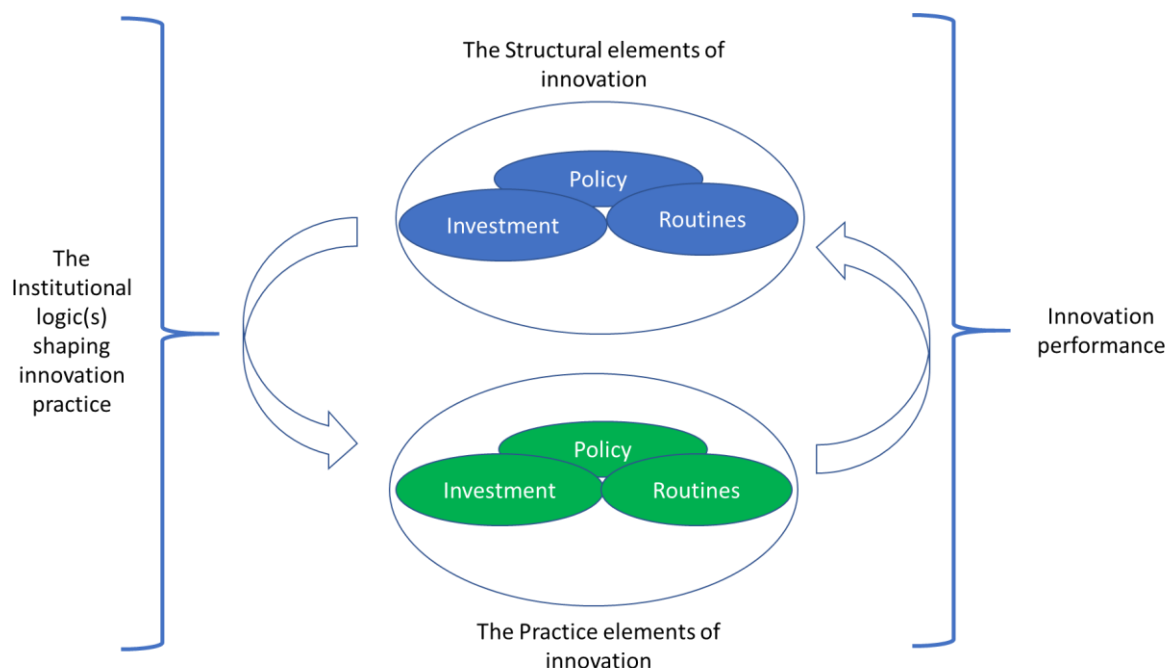 The Structural elements of
innovation
Policy
Investment
Routines
The
Institutional
logic(s)
shaping
innovation
practice
Innovation
performance
Policy
Investment
Routines
The Practice elements of
innovation